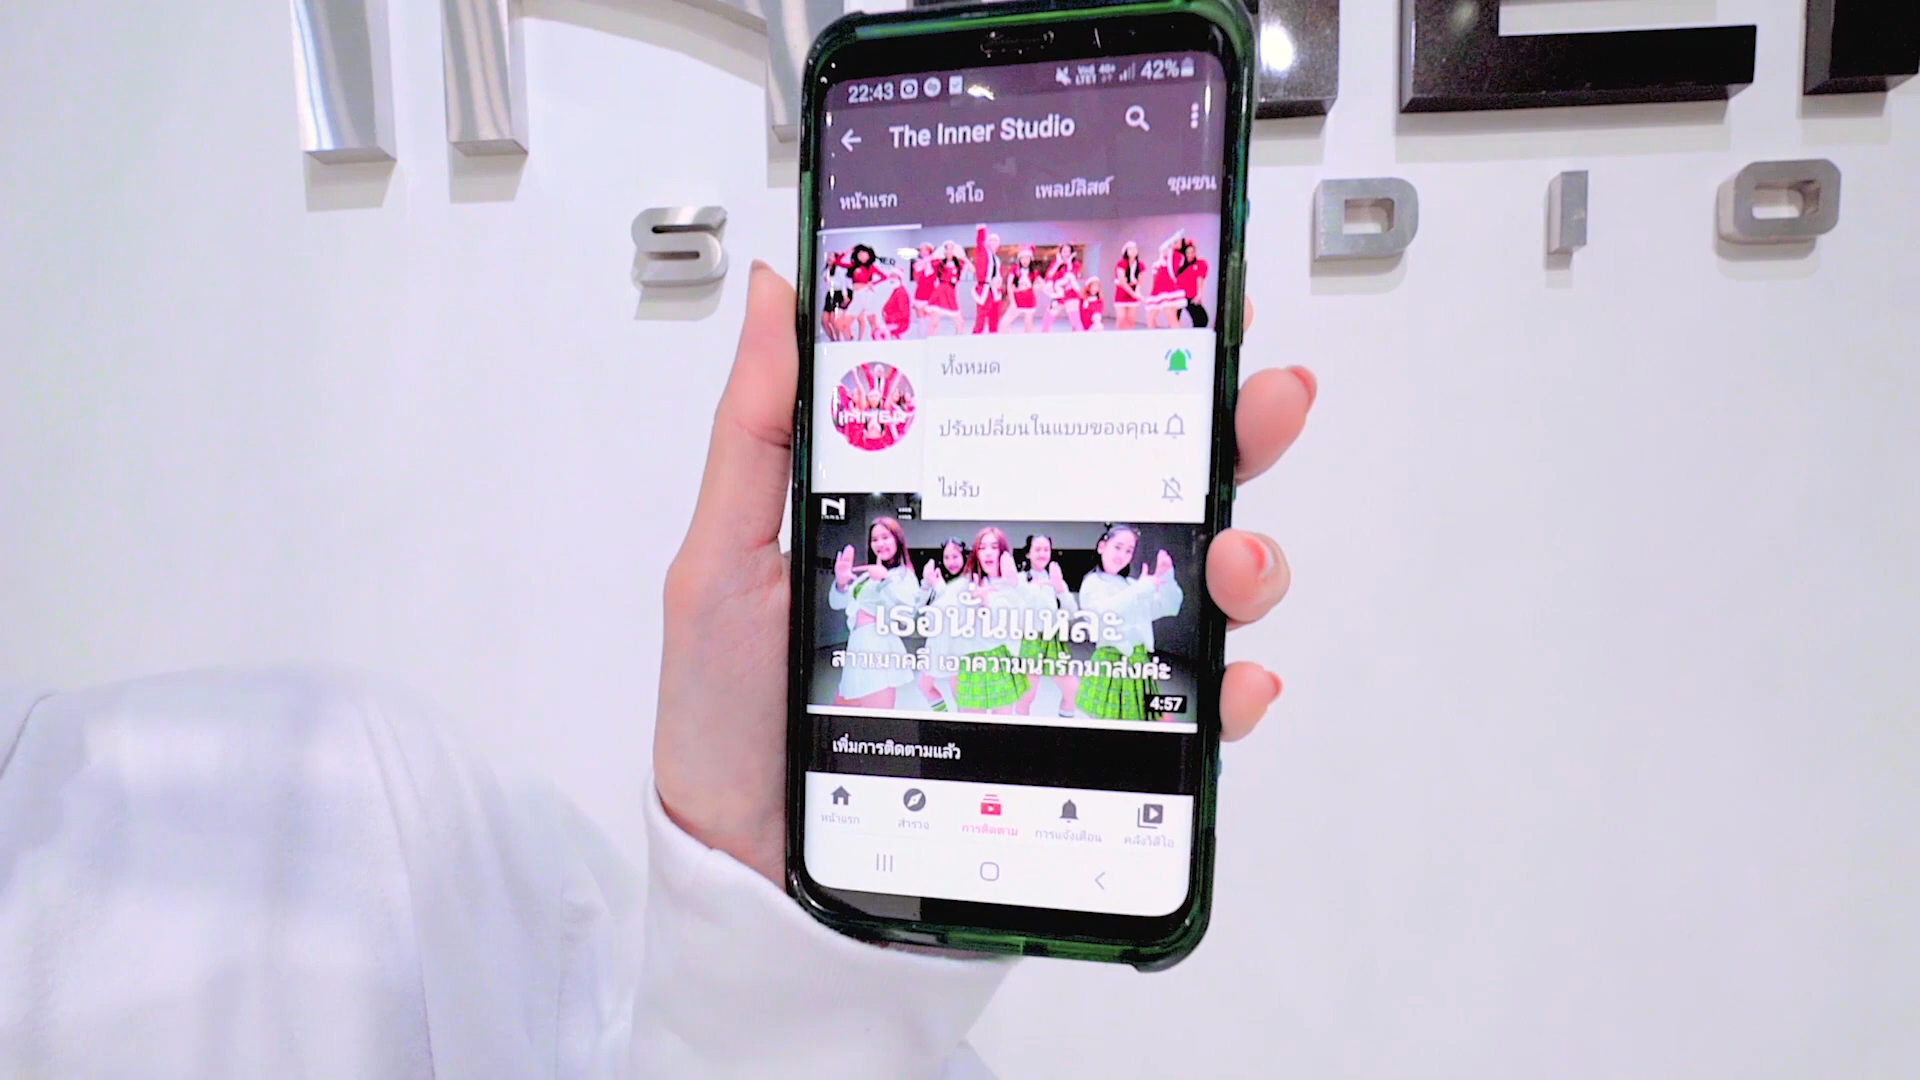 22:43 42%
The Inner Studio
หน้าแรก วิดีโอ เพลย์ลิสต์ ชุมชน
S DIO
INNER
ทั้งหมด
ปรับเปลี่ยนในแบบของคุณ
ไม่รับ
N
เธอนั่นแหละ
สาวเมาคลี เอาความน่ารักมาส่งค่ะ
4:57
เพิ่มการติดตามแล้ว
หน้าแรก สำรวจ การติดตาม การแจ้งเตือน คลังวิดีโอ